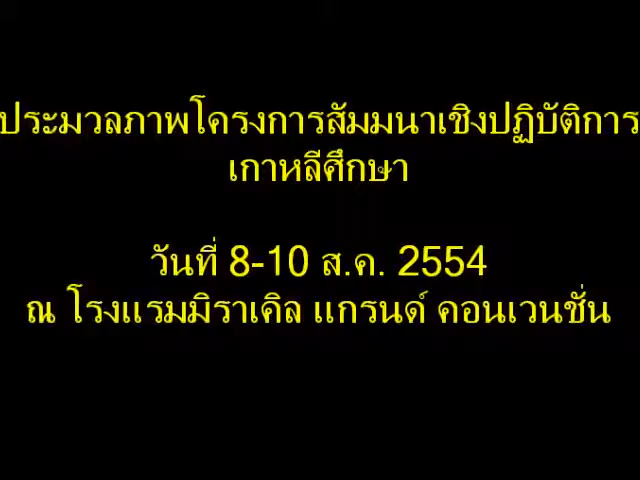 ประมวลภาพโครงการสัมมนาเชิงปฏิบัติการ
เกาหลีศึกษา
วันที่ 8-10 ส.ค. 2554
ณ โรงแรมมิราเคิล แกรนด์ คอนเวนชั่น